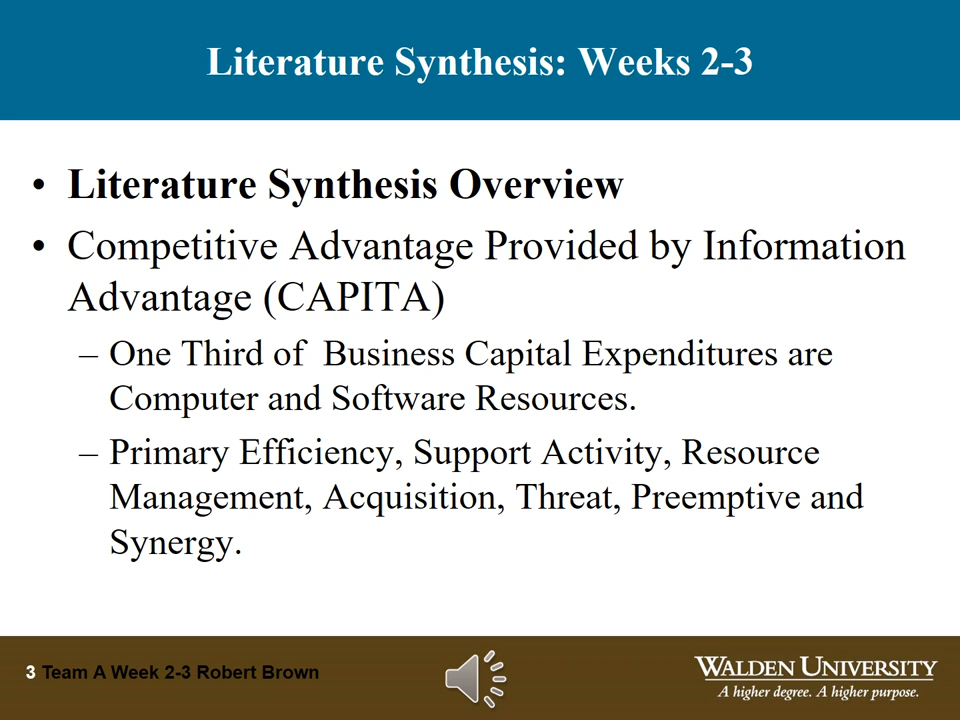 Literature Synthesis: Weeks 2-3
• Literature Synthesis Overview
• Competitive Advantage Provided by Information
Advantage (CAPITA)
– One Third of  Business Capital Expenditures are
Computer and Software Resources.
– Primary Efficiency, Support Activity, Resource
Management, Acquisition, Threat, Preemptive and
Synergy.
3 Team A Week 2-3 Robert Brown
WALDEN UNIVERSITY
A higher degree. A higher purpose.